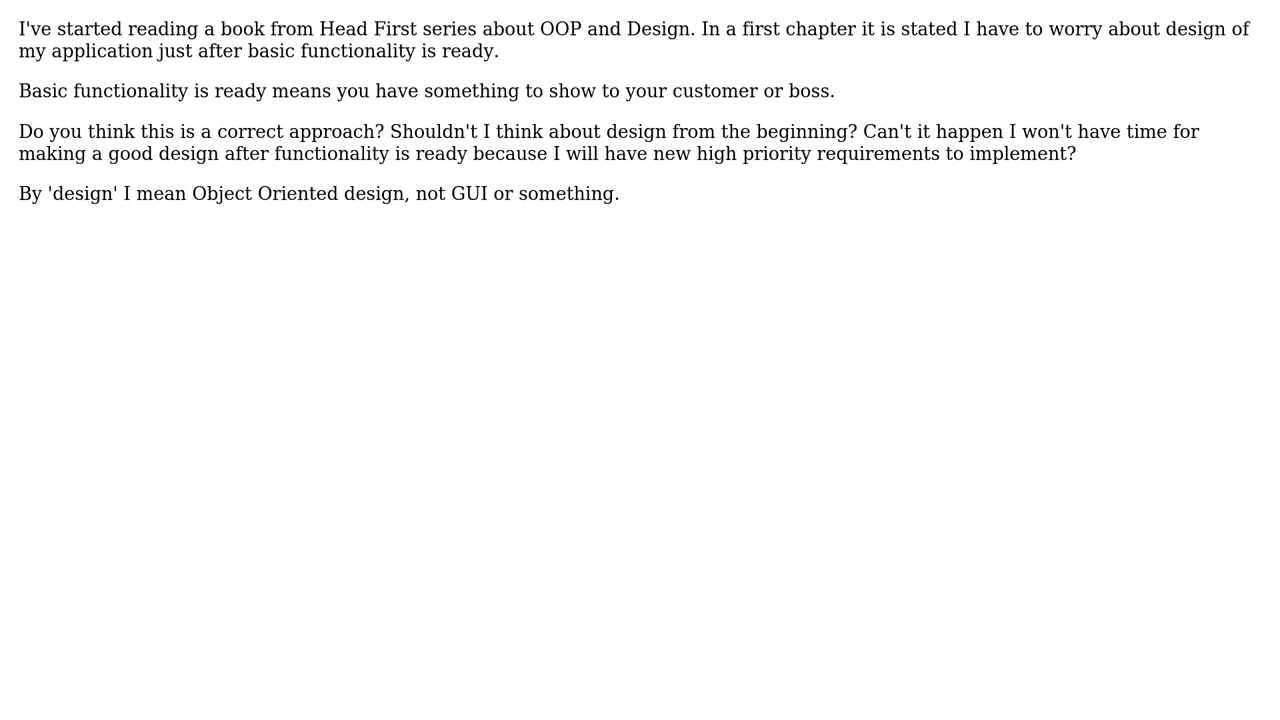 I've started reading a book from Head First series about OOP and Design. In a first chapter it is stated I have to worry about design of
my application just after basic functionality is ready.
Basic functionality is ready means you have something to show to your customer or boss.
Do you think this is a correct approach? Shouldn't I think about design from the beginning? Can't it happen I won't have time for
making a good design after functionality is ready because I will have new high priority requirements to implement?
By 'design' I mean Object Oriented design, not GUI or something.